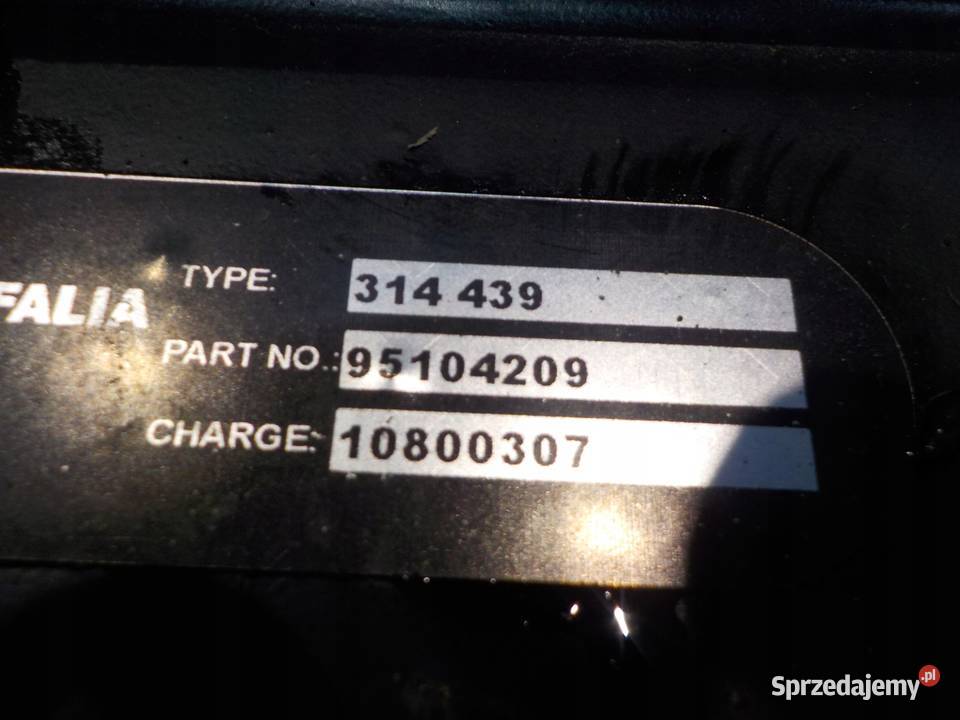 TYPE: 314 439
FALIA
PART NO.: 95104209
CHARGE: 10800307
Sprzedajemy.pl